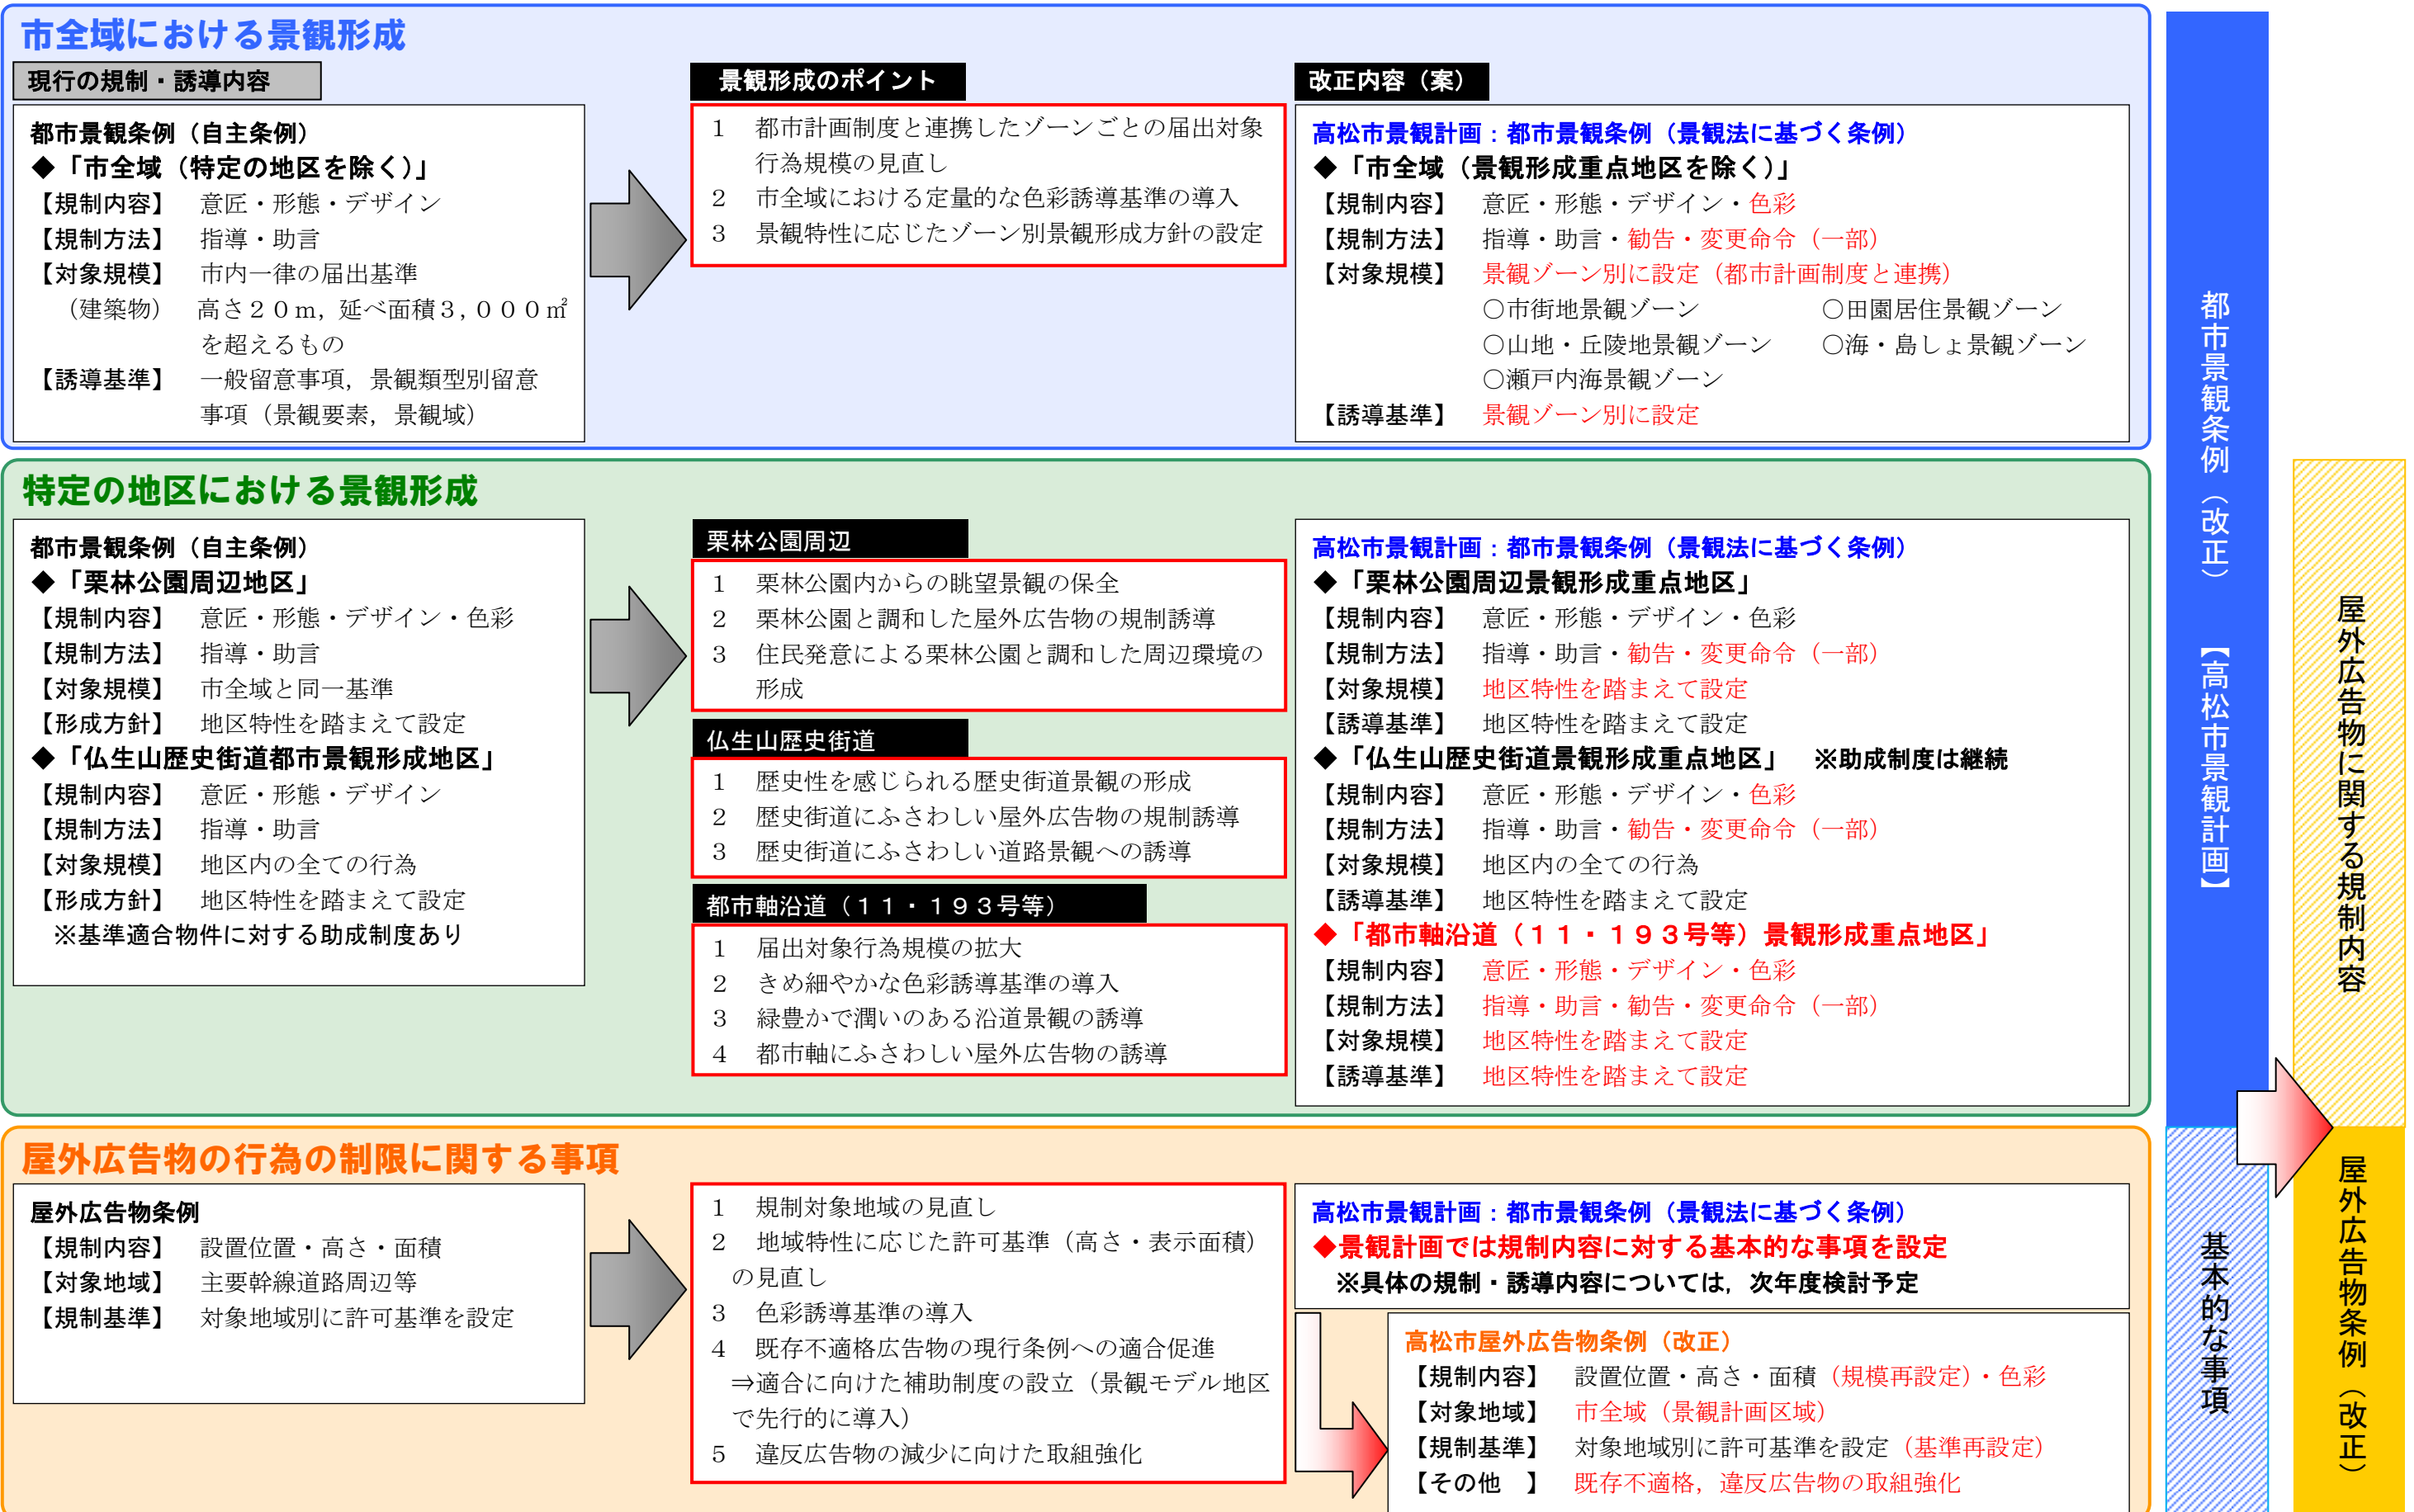 市全域における景観形成
現行の規制・誘導内容
都市景観条例（自主条例）
◆「市全域（特定の地区を除く）」
【規制内容】　意匠・形態・デザイン
【規制方法】　指導・助言
【対象規模】　市内一律の届出基準
（建築物）　高さ２０ｍ，延べ面積３，０００㎡
を超えるもの
【誘導基準】　一般留意事項，景観類型別留意
事項（景観要素，景観域）
景観形成のポイント
1　都市計画制度と連携したゾーンごとの届出対象
行為規模の見直し
2　市全域における定量的な色彩誘導基準の導入
3　景観特性に応じたゾーン別景観形成方針の設定
改正内容（案）
高松市景観計画：都市景観条例（景観法に基づく条例）
◆「市全域（景観形成重点地区を除く）」
【規制内容】　意匠・形態・デザイン・色彩
【規制方法】　指導・助言・勧告・変更命令（一部）
【対象規模】　景観ゾーン別に設定（都市計画制度と連携）
○市街地景観ゾーン　○田園居住景観ゾーン
○山地・丘陵地景観ゾーン　○海・島しょ景観ゾーン
○瀬戸内海景観ゾーン
【誘導基準】　景観ゾーン別に設定
特定の地区における景観形成
都市景観条例（自主条例）
◆「栗林公園周辺地区」
【規制内容】　意匠・形態・デザイン・色彩
【規制方法】　指導・助言
【対象規模】　市全域と同一基準
【形成方針】　地区特性を踏まえて設定
◆「仏生山歴史街道都市景観形成地区」
【規制内容】　意匠・形態・デザイン
【規制方法】　指導・助言
【対象規模】　地区内の全ての行為
【形成方針】　地区特性を踏まえて設定
※基準適合物件に対する助成制度あり
栗林公園周辺
1　栗林公園内からの眺望景観の保全
2　栗林公園と調和した屋外広告物の規制誘導
3　住民発意による栗林公園と調和した周辺環境の
形成
仏生山歴史街道
1　歴史性を感じられる歴史街道景観の形成
2　歴史街道にふさわしい屋外広告物の規制誘導
3　歴史街道にふさわしい道路景観への誘導
都市軸沿道（１１・１９３号等）
1　届出対象行為規模の拡大
2　きめ細やかな色彩誘導基準の導入
3　緑豊かで潤いのある沿道景観の誘導
4　都市軸にふさわしい屋外広告物の誘導
高松市景観計画：都市景観条例（景観法に基づく条例）
◆「栗林公園周辺景観形成重点地区」
【規制内容】　意匠・形態・デザイン・色彩
【規制方法】　指導・助言・勧告・変更命令（一部）
【対象規模】　地区特性を踏まえて設定
【誘導基準】　地区特性を踏まえて設定
◆「仏生山歴史街道景観形成重点地区」　※助成制度は継続
【規制内容】　意匠・形態・デザイン・色彩
【規制方法】　指導・助言・勧告・変更命令（一部）
【対象規模】　地区内の全ての行為
【誘導基準】　地区特性を踏まえて設定
◆「都市軸沿道（１１・１９３号等）景観形成重点地区」
【規制内容】　意匠・形態・デザイン・色彩
【規制方法】　指導・助言・勧告・変更命令（一部）
【対象規模】　地区特性を踏まえて設定
【誘導基準】　地区特性を踏まえて設定
屋外広告物の行為の制限に関する事項
屋外広告物条例
【規制内容】　設置位置・高さ・面積
【対象地域】　主要幹線道路周辺等
【規制基準】　対象地域別に許可基準を設定
1　規制対象地域の見直し
2　地域特性に応じた許可基準（高さ・表示面積）
の見直し
3　色彩誘導基準の導入
4　既存不適格広告物の現行条例への適合促進
⇒適合に向けた補助制度の設立（景観モデル地区
で先行的に導入）
5　違反広告物の減少に向けた取組強化
高松市景観計画：都市景観条例（景観法に基づく条例）
◆景観計画では規制内容に対する基本的な事項を設定
※具体の規制・誘導内容については，次年度検討予定
高松市屋外広告物条例（改正）
【規制内容】　設置位置・高さ・面積（規模再設定）・色彩
【対象地域】　市全域（景観計画区域）
【規制基準】　対象地域別に許可基準を設定（基準再設定）
【その他　】　既存不適格，違反広告物の取組強化
都市景観条例（改正）　【高松市景観計画】
基本的な事項
屋外広告物に関する規制内容
屋外広告物条例（改正）